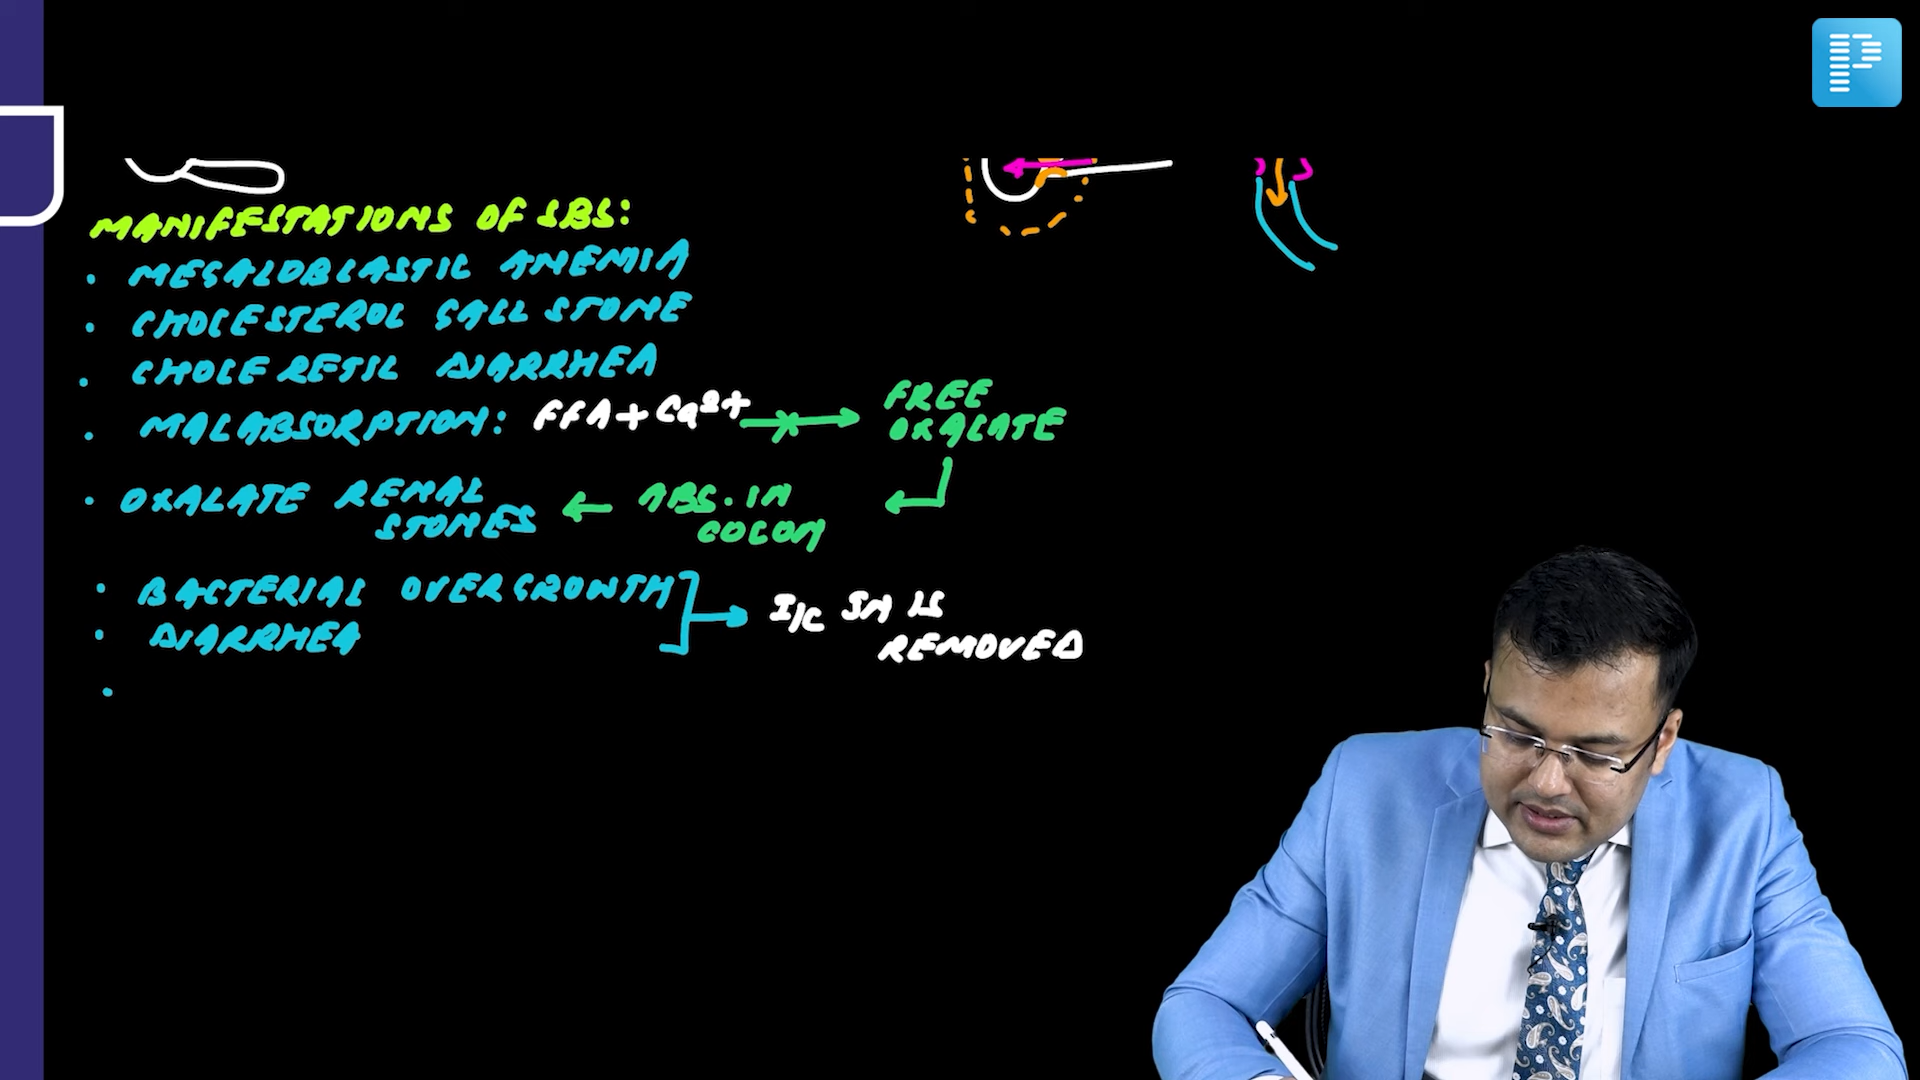 MANIFESTATIONS OF SBS:
• MEGALOBLASTIC ANEMIA
• CHOLESTEROL GALL STONE
• CHOLERETIC DIARRHEA
• MALABSORPTION: FFA + Ca2+ → FREE OXALATE
• OXALATE RENAL STONES ← ABS. IN COLON
• BACTERIAL OVERGROWTH
• DIARRHEA → I/C JN IS REMOVED
•
P